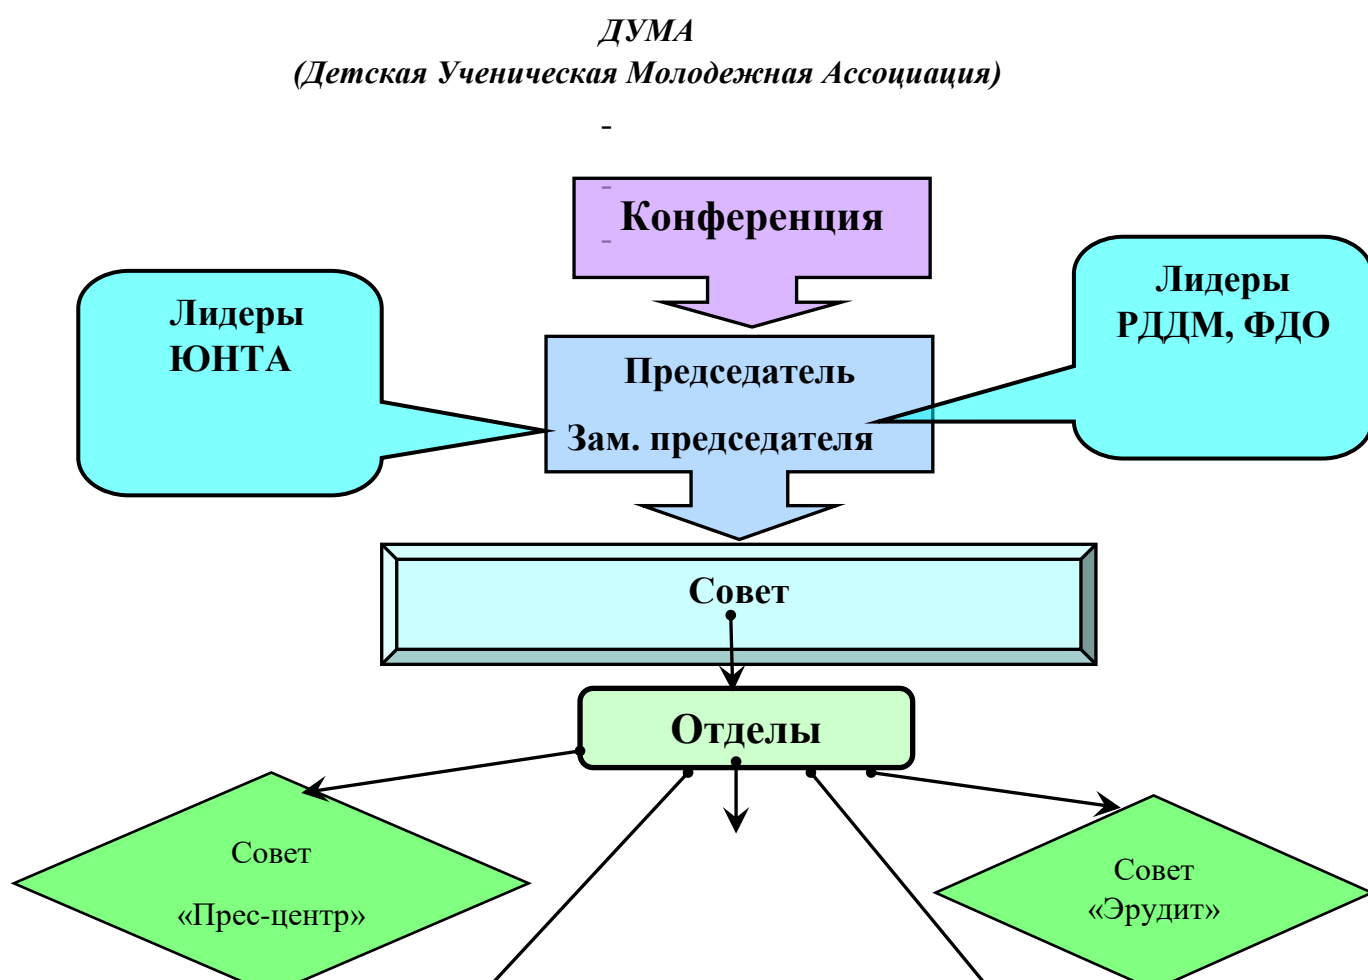 ДУМА
(Детская Ученическая Молодежная Ассоциация)
-
-
Конференция
-
Лидеры
ЮНТА
Лидеры
РДДМ, ФДО
Председатель
Зам. председателя
Совет
Отделы
Совет
«Прес-центр»
Совет
«Эрудит»